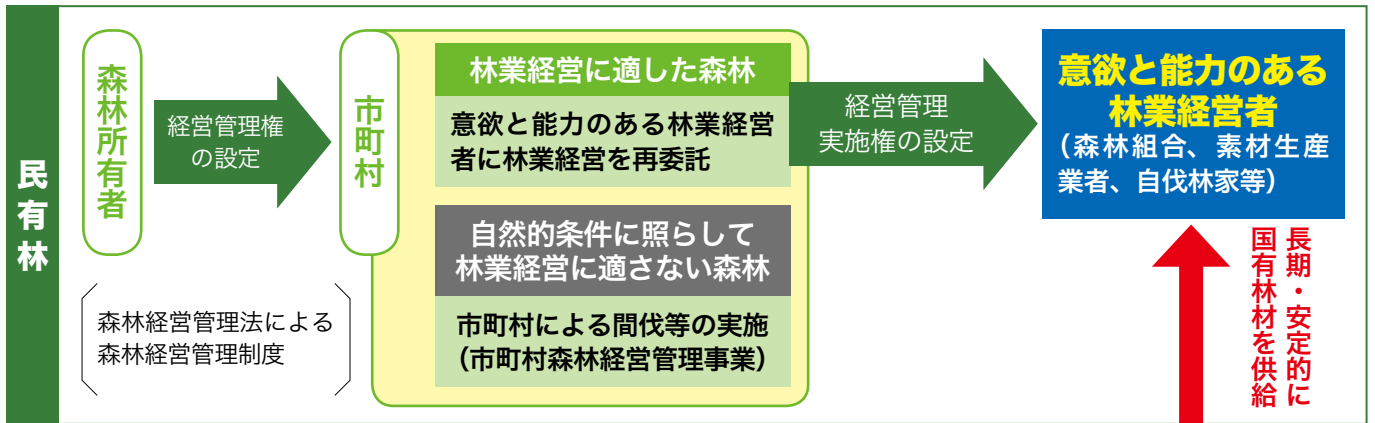 民有林
森林所有者
経営管理権
の設定
市町村
林業経営に適した森林
意欲と能力のある林業経営
者に林業経営を再委託
自然的条件に照らして
林業経営に適さない森林
市町村による間伐等の実施
（市町村森林経営管理事業）
経営管理
実施権の設定
意欲と能力のある
林業経営者
（森林組合、素材生産
業者、自伐林家等）
長期・安定的に
国有林材を供給
森林経営管理法による
森林経営管理制度